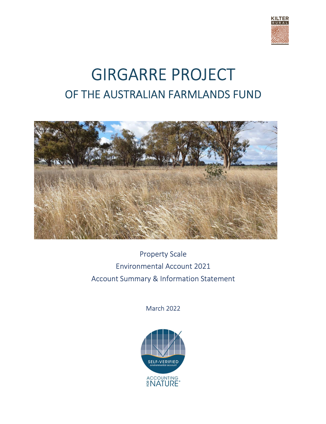 KILTER
RURAL
GIRGARRE PROJECT
OF THE AUSTRALIAN FARMLANDS FUND
Property Scale
Environmental Account 2021
Account Summary & Information Statement
March 2022
SELF-VERIFIED
ACCOUNTING
FOR NATURE